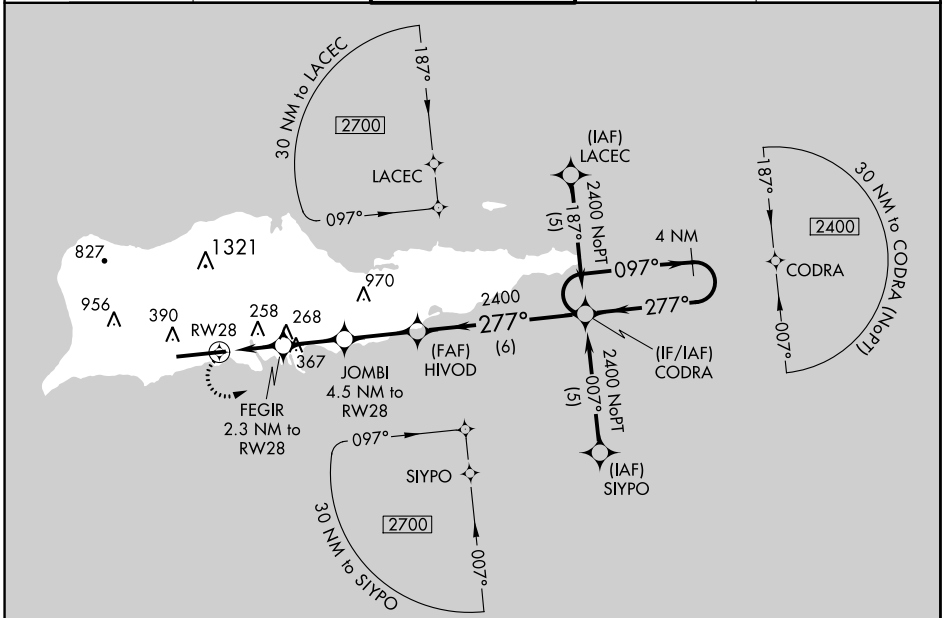 30 NM to LACEC
187°
2700
LACEC
097°
(IAF)
LACEC
2400 NoPT
187°
(5)
4 NM
097°
277°
187°
30 NM to CODRA (NoPT)
2400
CODRA
007°
827
1321
956
390
RW28
258
268
367
970
2400
277°
(6)
(FAF)
HIVOD
JOMBI
4.5 NM to
RW28
FEGIR
2.3 NM to
RW28
(IF/IAF)
CODRA
2400 NoPT
007°
(5)
(IAF)
SIYPO
097°
SIYPO
2700
007°
30 NM to SIYPO